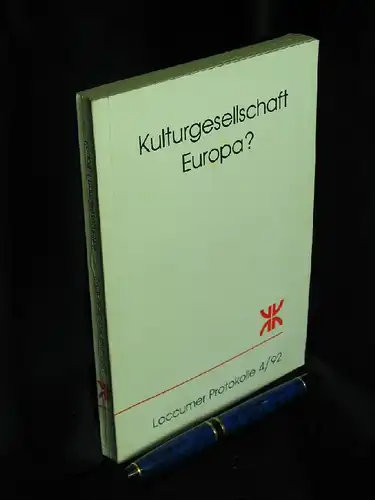 Kulturgesellschaft
Europa?
Loccumer Protokolle 4/92